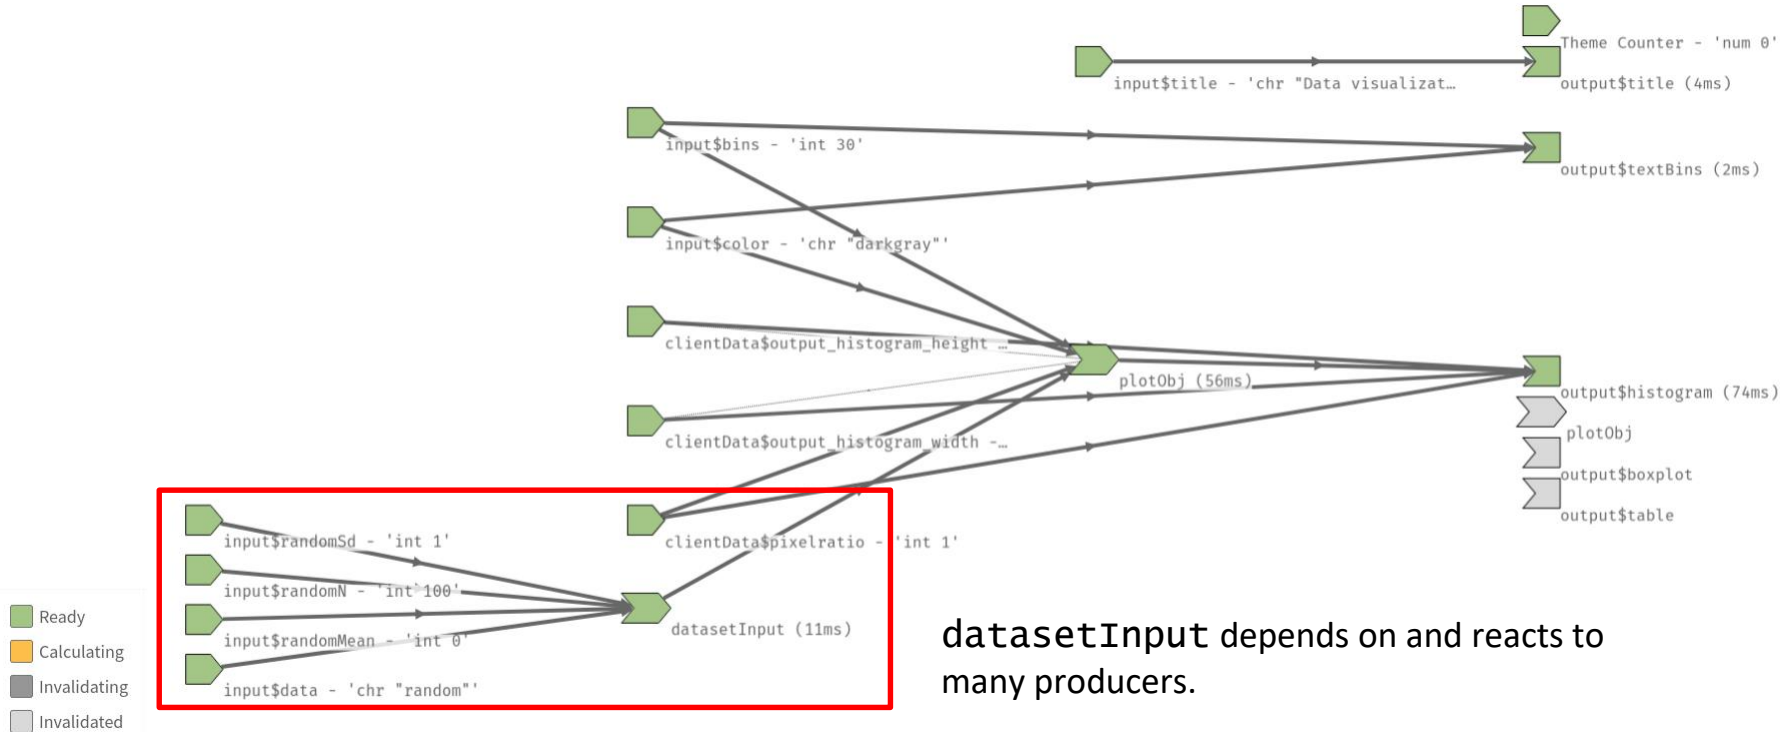 Theme Counter - 'num 0'
input$title - 'chr "Data visualizat…
output$title (4ms)
input$bins - 'int 30'
output$textBins (2ms)
input$color - 'chr "darkgray"'
clientData$output_histogram_height …
plotObj (56ms)
output$histogram (74ms)
plotObj
clientData$output_histogram_width -…
output$boxplot
output$table
input$randomSd - 'int 1'
clientData$pixelratio - 'int 1'
input$randomN - 'int 100'
datasetInput (11ms)
input$randomMean - 'int 0'
input$data - 'chr "random"'
Ready
Calculating
Invalidating
Invalidated
datasetInput depends on and reacts to
many producers.